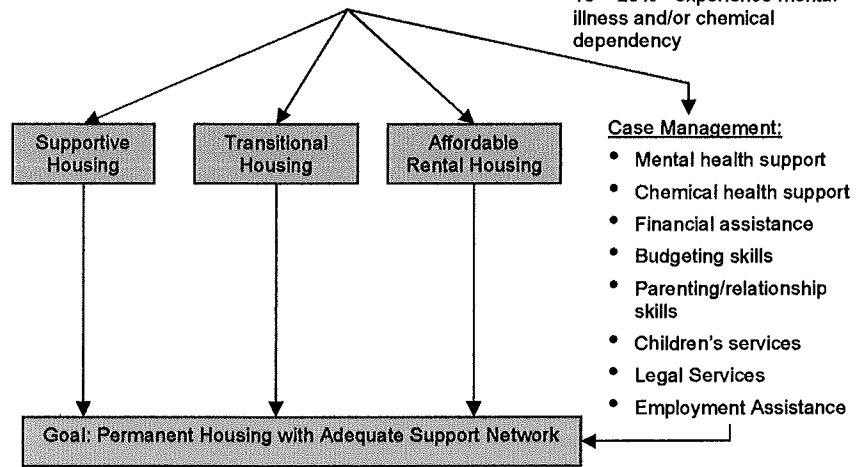 illness and/or chemical
dependency
Supportive
Housing
Transitional
Housing
Affordable
Rental Housing
Case Management:
• Mental health support
• Chemical health support
• Financial assistance
• Budgeting skills
• Parenting/relationship
skills
• Children's services
• Legal Services
• Employment Assistance
Goal: Permanent Housing with Adequate Support Network